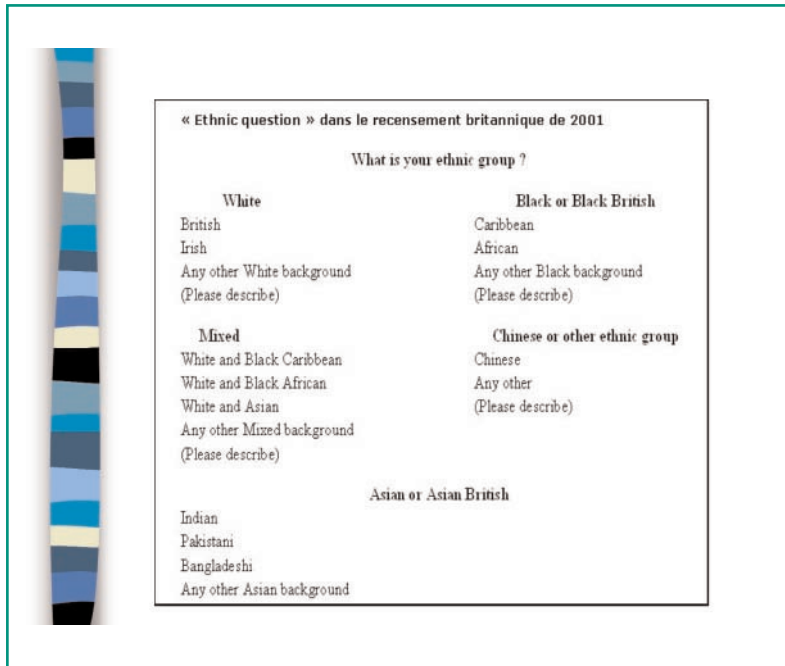 « Ethnic question » dans le recensement britannique de 2001
What is your ethnic group ?
White
British
Irish
Any other White background
(Please describe)
Black or Black British
Caribbean
African
Any other Black background
(Please describe)
Mixed
White and Black Caribbean
White and Black African
White and Asian
Any other Mixed background
(Please describe)
Chinese or other ethnic group
Chinese
Any other
(Please describe)
Asian or Asian British
Indian
Pakistani
Bangladeshi
Any other Asian background